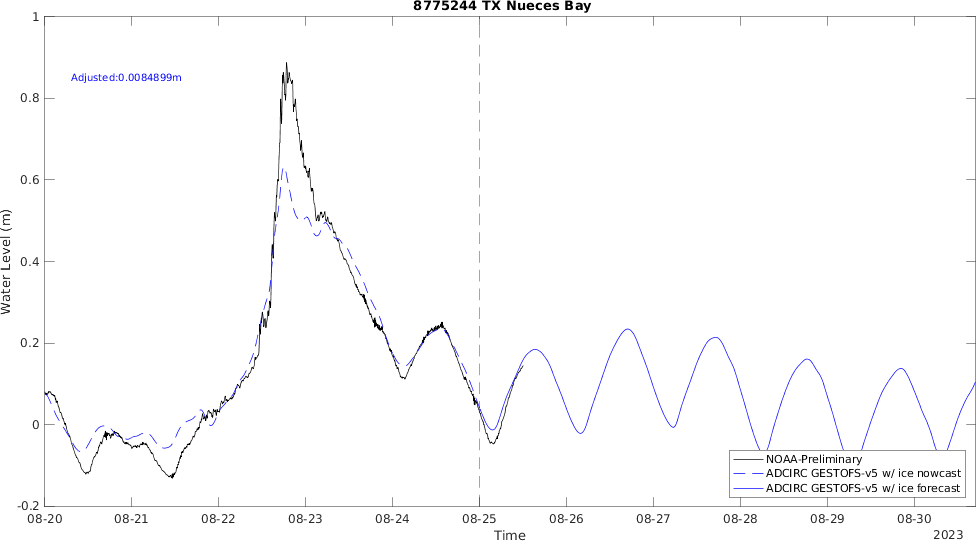 8775244 TX Nueces Bay
Adjusted:0.0084899m
Water Level (m)
1
0.8
0.6
0.4
0.2
0
-0.2
NOAA-Preliminary
ADCIRC GESTOFS-v5 w/ ice nowcast
ADCIRC GESTOFS-v5 w/ ice forecast
08-20 08-21 08-22 08-23 08-24 08-25 08-26 08-27 08-28 08-29 08-30
Time
2023